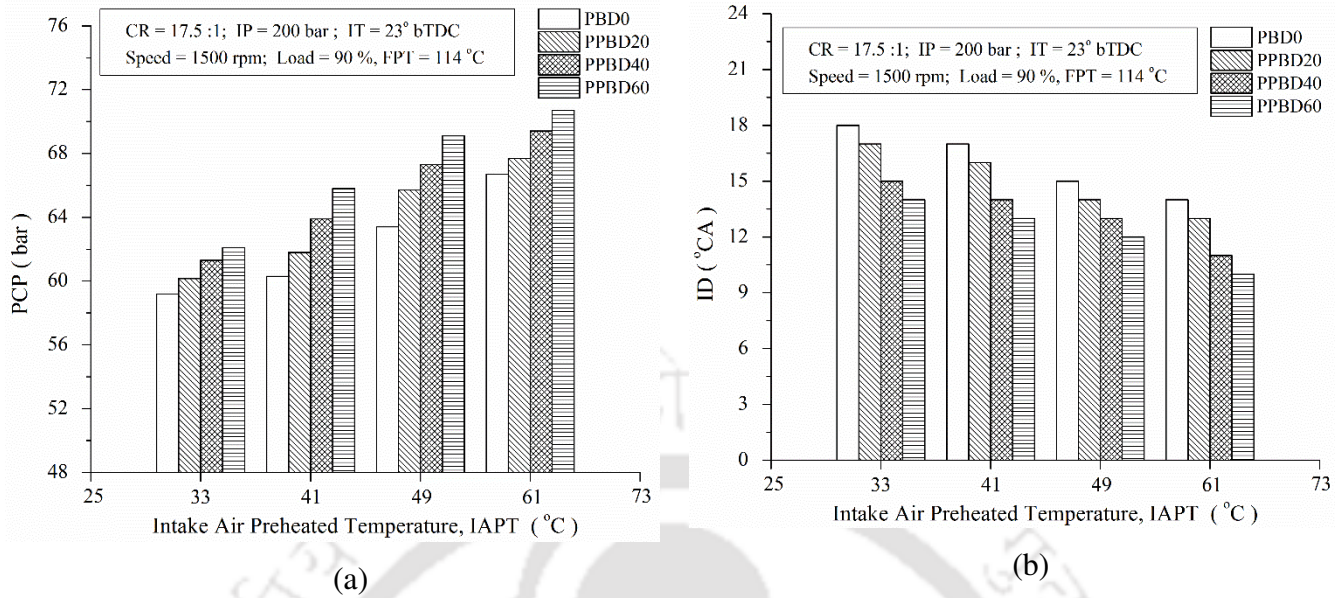 CR = 17.5 :1; IP = 200 bar ; IT = 23° bTDC
Speed = 1500 rpm; Load = 90 %, FPT = 114 °C
PBD0
PPBD20
PPBD40
PPBD60
76
72
68
64
60
56
52
48
PCP ( bar )
25
33
41
49
61
73
Intake Air Preheated Temperature, IAPT ( °C )
(a)
CR = 17.5 :1; IP = 200 bar ; IT = 23° bTDC
Speed = 1500 rpm; Load = 90 %, FPT = 114 °C
PBD0
PPBD20
PPBD40
PPBD60
24
21
18
15
12
9
6
3
0
ID ( °CA )
25
33
41
49
61
73
Intake Air Preheated Temperature, IAPT ( °C )
(b)